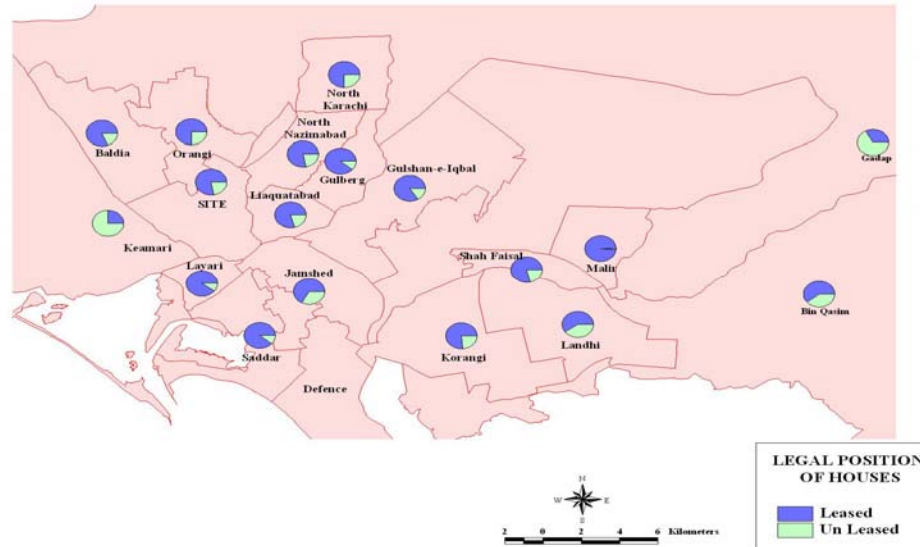 North
Karachi
North
Nazimabad
Baldia
Orangi
Gulberg
Gulshan-e-Iqbal
Gadap
SITE
Liaquatabad
Keamari
Shah Faisal
Malir
Layari
Jamshed
Bin Qasim
Saddar
Korangi
Landhi
Defence
LEGAL POSITION
OF HOUSES
Leased
Un Leased
N
W E
S
2 0 2 4 6 Kilometers